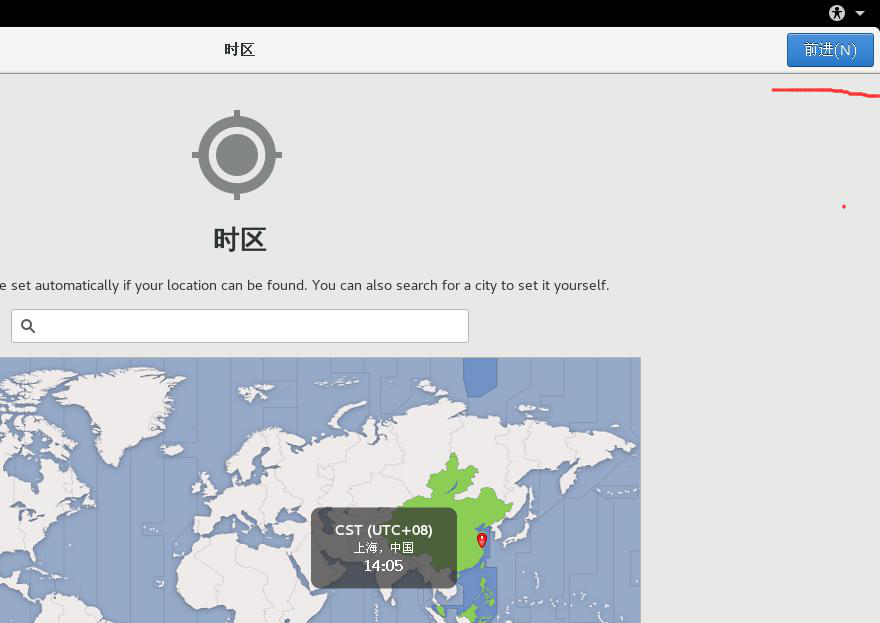 时区
前进(N)
时区
e set automatically if your location can be found. You can also search for a city to set it yourself.
CST (UTC+08)
上海，中国
14:05